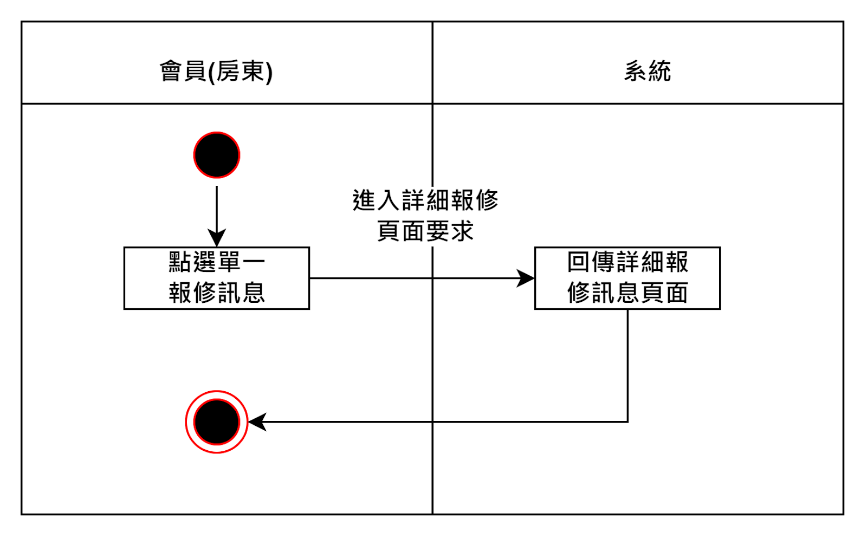 會員(房東)
系統
進入詳細報修
頁面要求
點選單一
報修訊息
回傳詳細報
修訊息頁面